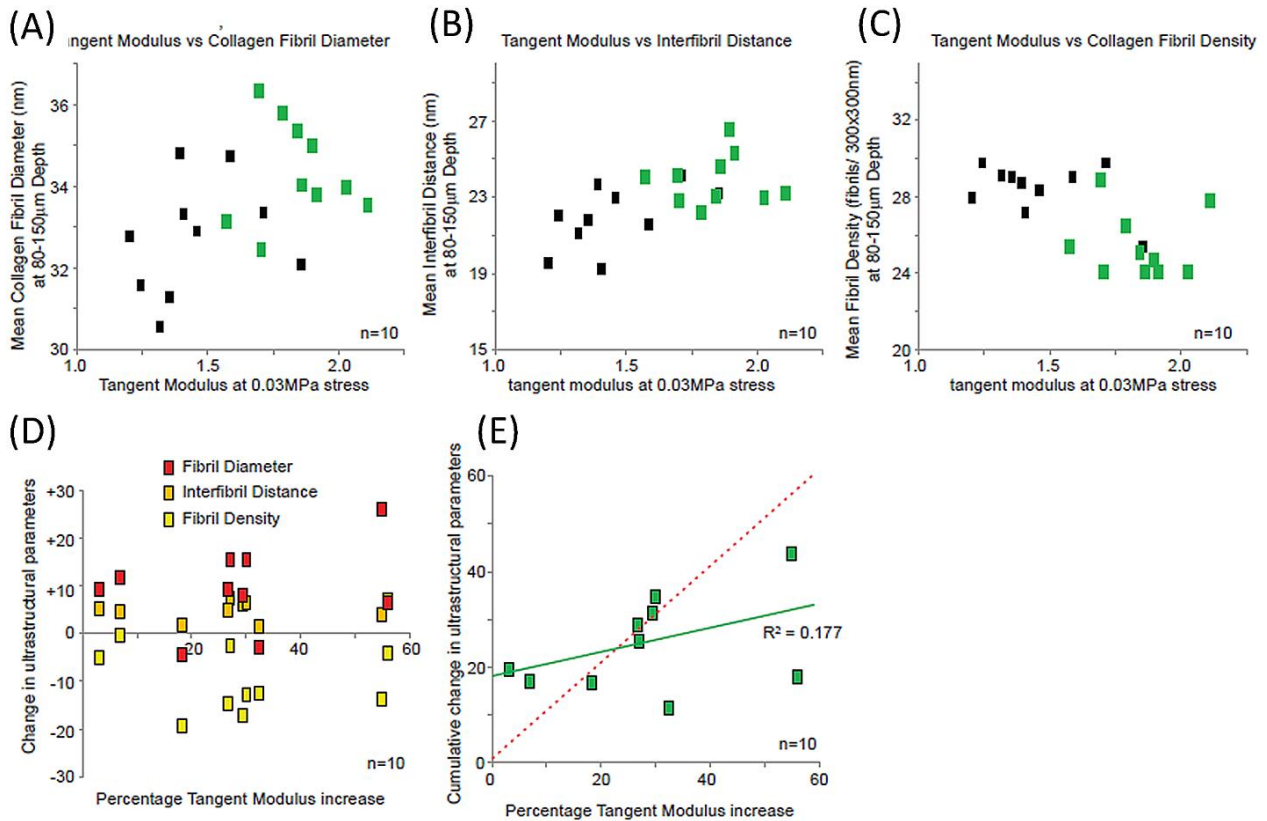 (A)
ngent Modulus vs Collagen Fibril Diameter
Mean Collagen Fibril Diameter (nm)
at 80-150µm Depth
36
34
32
30
1.0
1.5
2.0
n=10
Tangent Modulus at 0.03MPa stress
(B)
Tangent Modulus vs Interfibril Distance
Mean Interfibril Distance (nm)
at 80-150µm Depth
27
23
19
15
1.0
1.5
2.0
n=10
tangent modulus at 0.03MPa stress
(C)
Tangent Modulus vs Collagen Fibril Density
Mean Fibril Density (fibrils/ 300x300nm)
at 80-150µm Depth
32
28
24
20
1.0
1.5
2.0
n=10
tangent modulus at 0.03MPa stress
(D)
Fibril Diameter
Interfibril Distance
Fibril Density
Change in ultrastructural parameters
+30
+20
+10
0
-10
-20
-30
20
40
60
n=10
Percentage Tangent Modulus increase
(E)
Cumulative change in ultrastructural parameters
60
40
20
0
0
20
40
60
R² = 0.177
n=10
Percentage Tangent Modulus increase